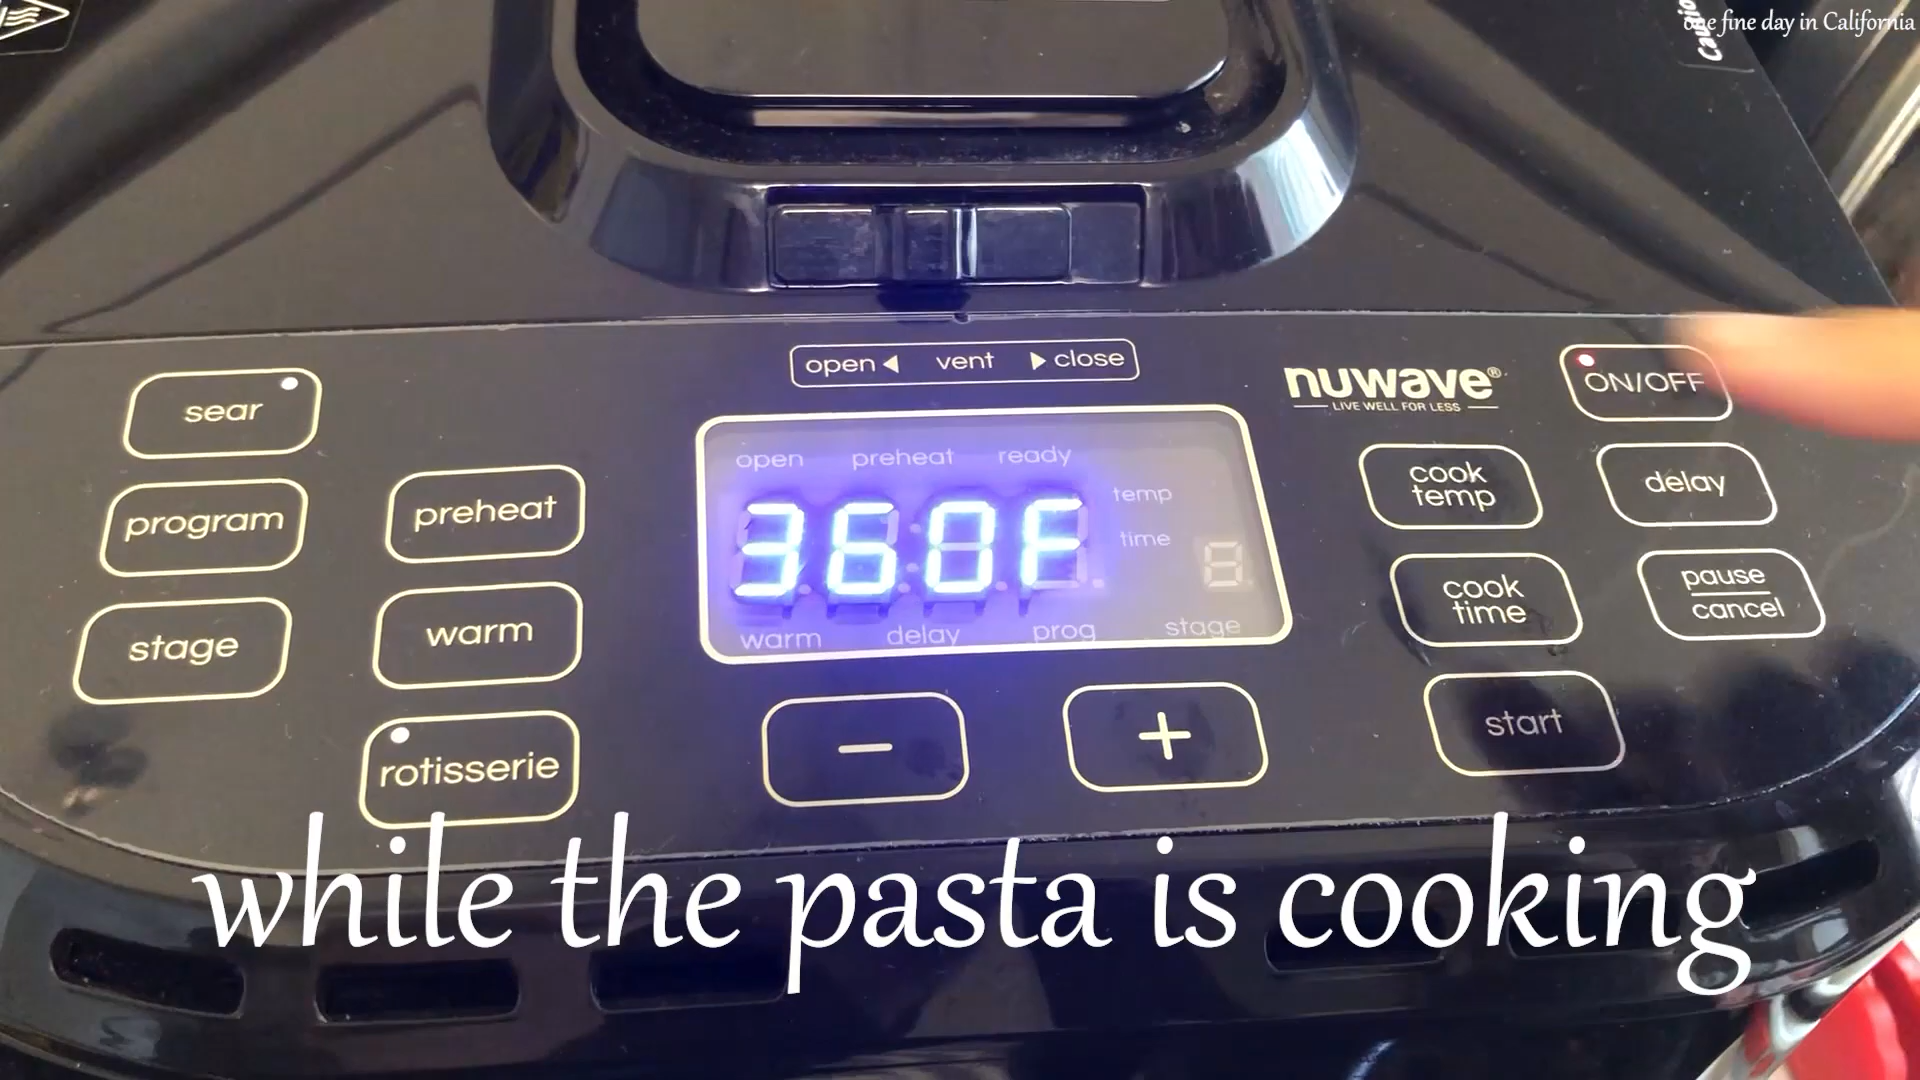 one fine day in California
Caution
open ◀ vent ▶ close
nuwave®
LIVE WELL FOR LESS
ON/OFF
sear
open preheat ready
cook
temp
delay
program
preheat
360F
temp
time
cook
time
pause
cancel
stage
warm
warm delay prog stage
rotisserie
−
+
start
while the pasta is cooking